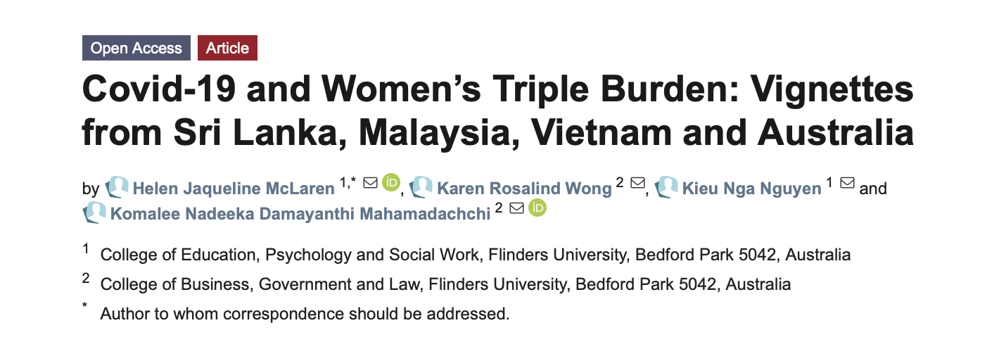 Open Access Article
Covid-19 and Women’s Triple Burden: Vignettes
from Sri Lanka, Malaysia, Vietnam and Australia
by Helen Jaqueline McLaren 1,* iD, Karen Rosalind Wong 2, Kieu Nga Nguyen 1 and
Komalee Nadeeka Damayanthi Mahamadachchi 2 iD
1 College of Education, Psychology and Social Work, Flinders University, Bedford Park 5042, Australia
2 College of Business, Government and Law, Flinders University, Bedford Park 5042, Australia
* Author to whom correspondence should be addressed.